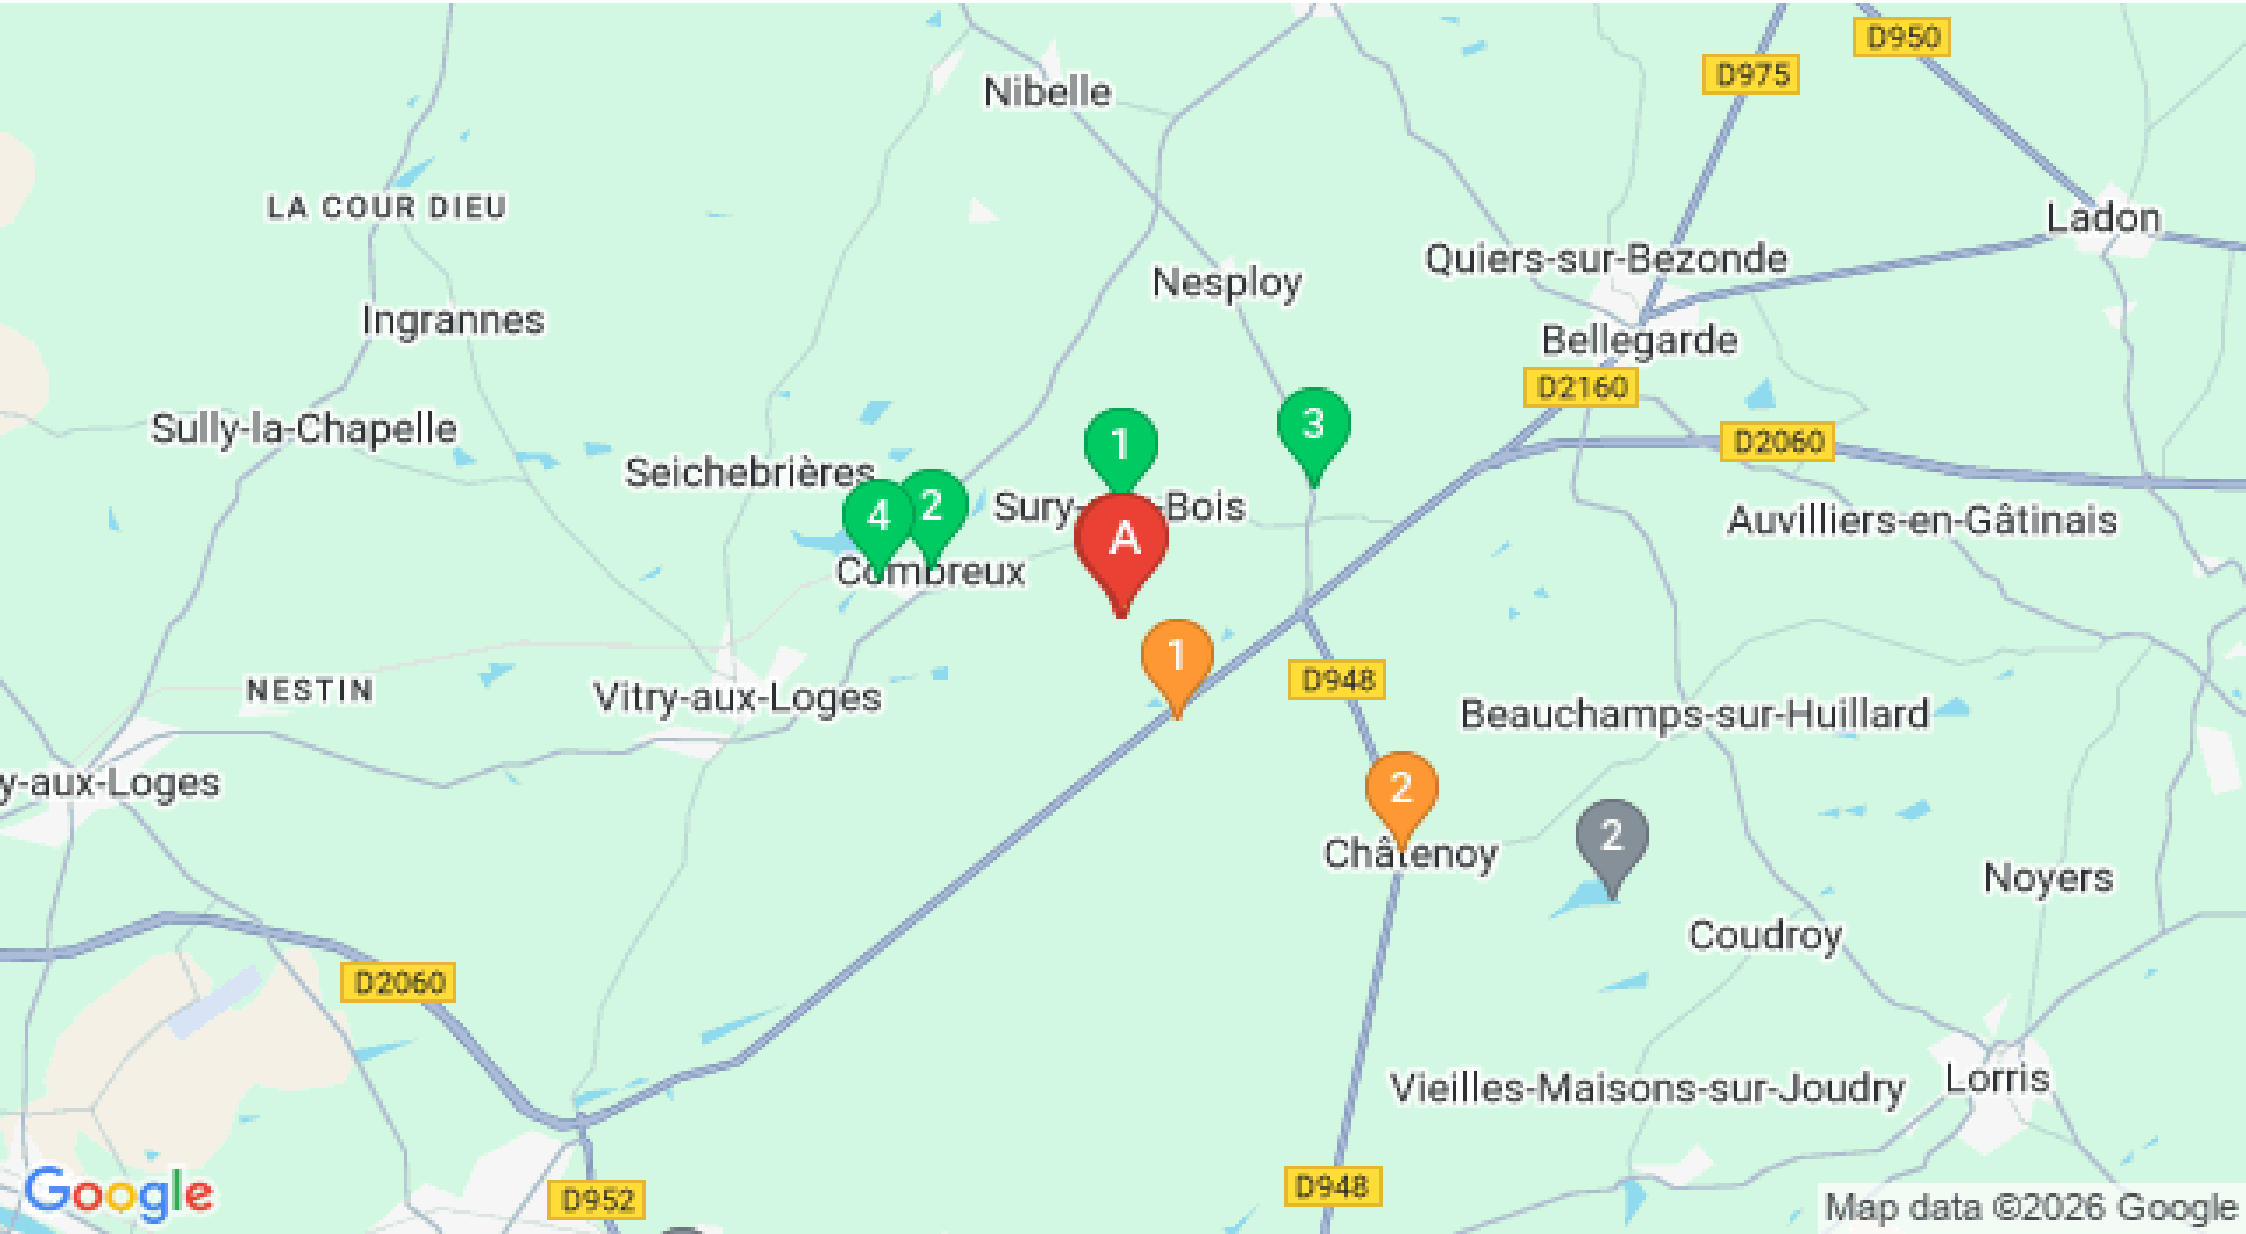 D950
D975
Nibelle
LA COUR DIEU
Ladon
Quiers-sur-Bezonde
Nesploy
Ingrannes
Bellegarde
D2160
Sully-la-Chapelle
3
1
D2060
Seichebrières
4
2
Sury-
Bois
A
Auvilliers-en-Gâtinais
Combreux
1
D948
NESTIN
Vitry-aux-Loges
Beauchamps-sur-Huillard
y-aux-Loges
2
2
Châtenoy
Noyers
Coudroy
D2060
Vieilles-Maisons-sur-Joudry
Lorris
Google
D952
D948
Map data ©2026 Google